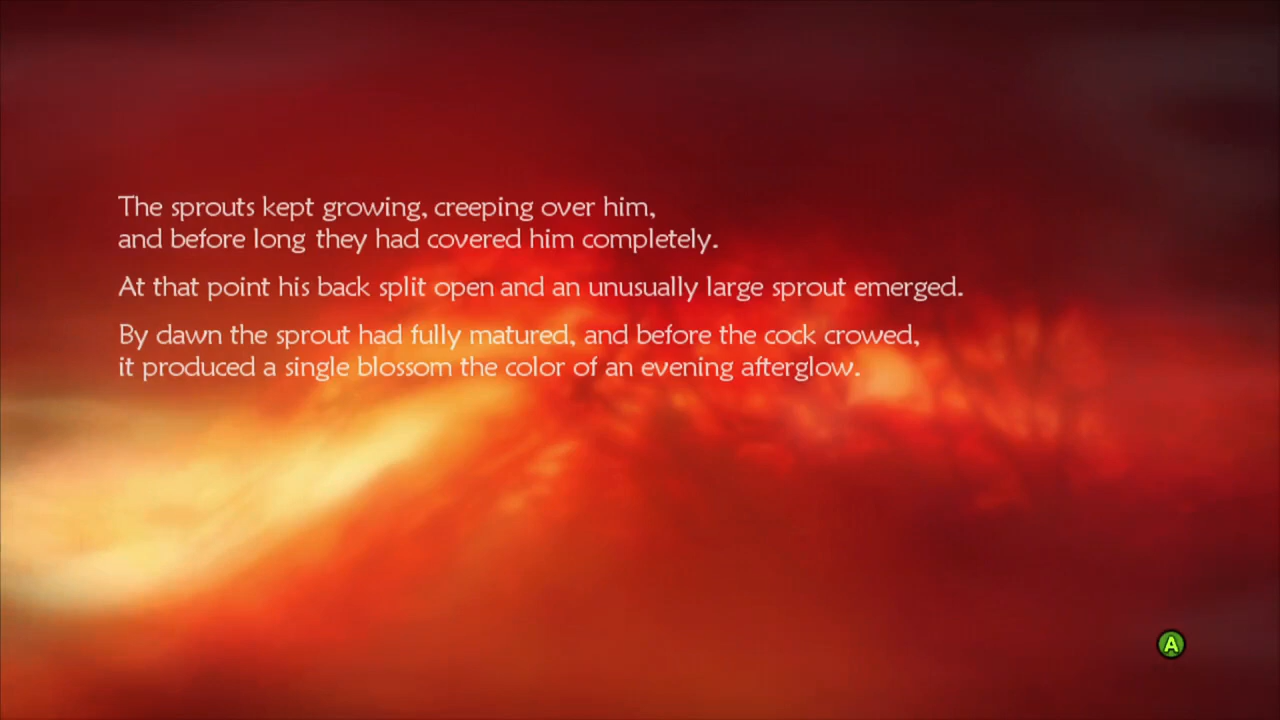 The sprouts kept growing, creeping over him,
and before long they had covered him completely.
At that point his back split open and an unusually large sprout emerged.
By dawn the sprout had fully matured, and before the cock crowed,
it produced a single blossom the color of an evening afterglow.
A